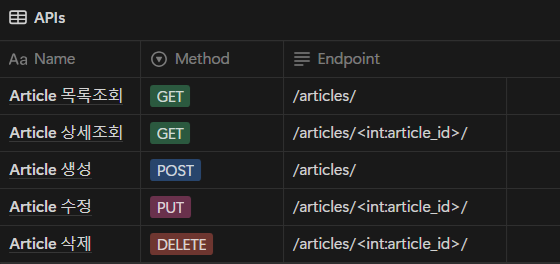 APIs
Aa Name Method Endpoint
Article 목록조회 GET /articles/
Article 상세조회 GET /articles/<int:article_id>/
Article 생성 POST /articles/
Article 수정 PUT /articles/<int:article_id>/
Article 삭제 DELETE /articles/<int:article_id>/